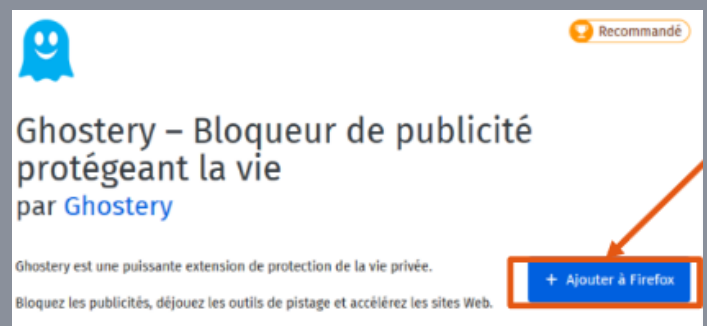 Recommandé
Ghostery – Bloqueur de publicité
protégeant la vie
par Ghostery
Ghostery est une puissante extension de protection de la vie privée.
+ Ajouter à Firefox
Bloquez les publicités, déjouez les outils de pistage et accélérez les sites Web.